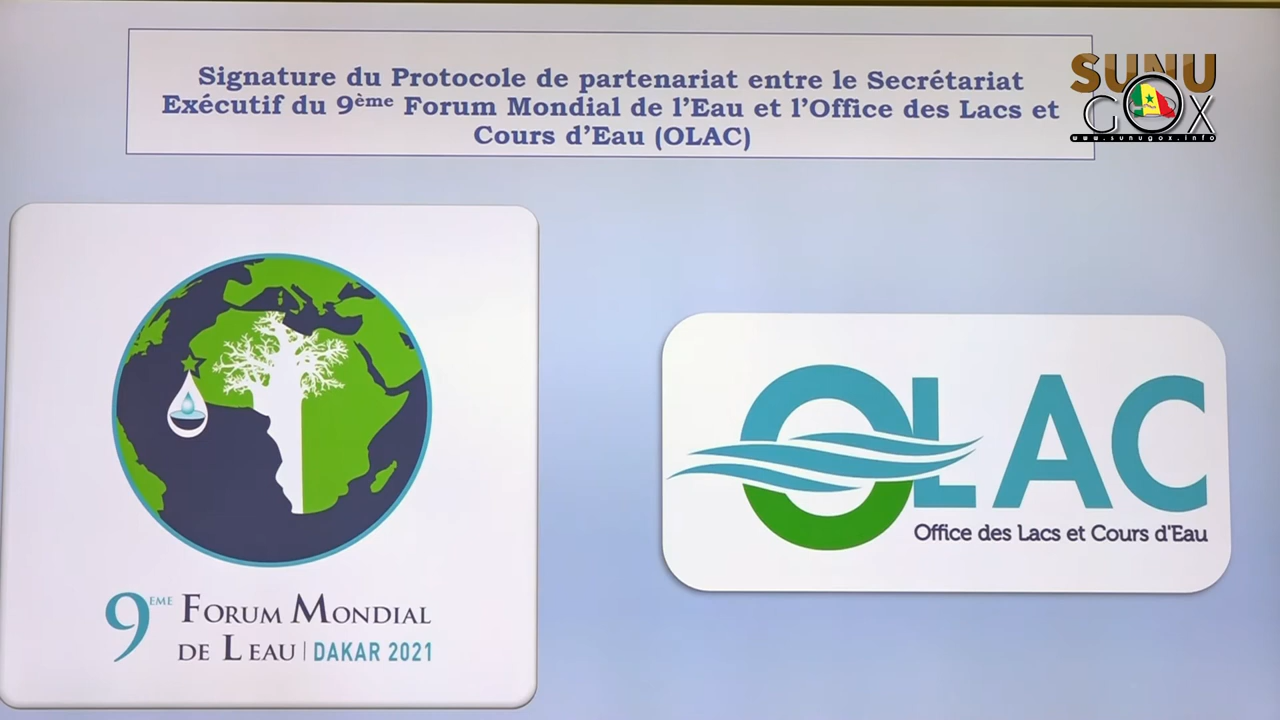 Signature du Protocole de partenariat entre le Secrétariat
Exécutif du 9ème Forum Mondial de l'Eau et l'Office des Lacs et
Cours d'Eau (OLAC)
SUNU
GOX
www.sunugox.info
9EME FORUM MONDIAL
DE L EAU | DAKAR 2021
OLAC
Office des Lacs et Cours d'Eau